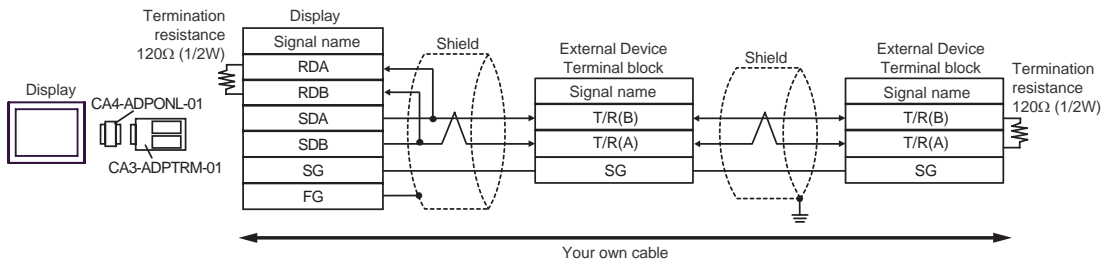 Termination
resistance
120Ω (1/2W)
Display
Signal name
RDA
RDB
SDA
SDB
SG
FG
Display
CA4-ADPONL-01
CA3-ADPTRM-01
Shield
External Device
Terminal block
Signal name
T/R(B)
T/R(A)
SG
Shield
External Device
Terminal block
Signal name
T/R(B)
T/R(A)
SG
Termination
resistance
120Ω (1/2W)
Your own cable